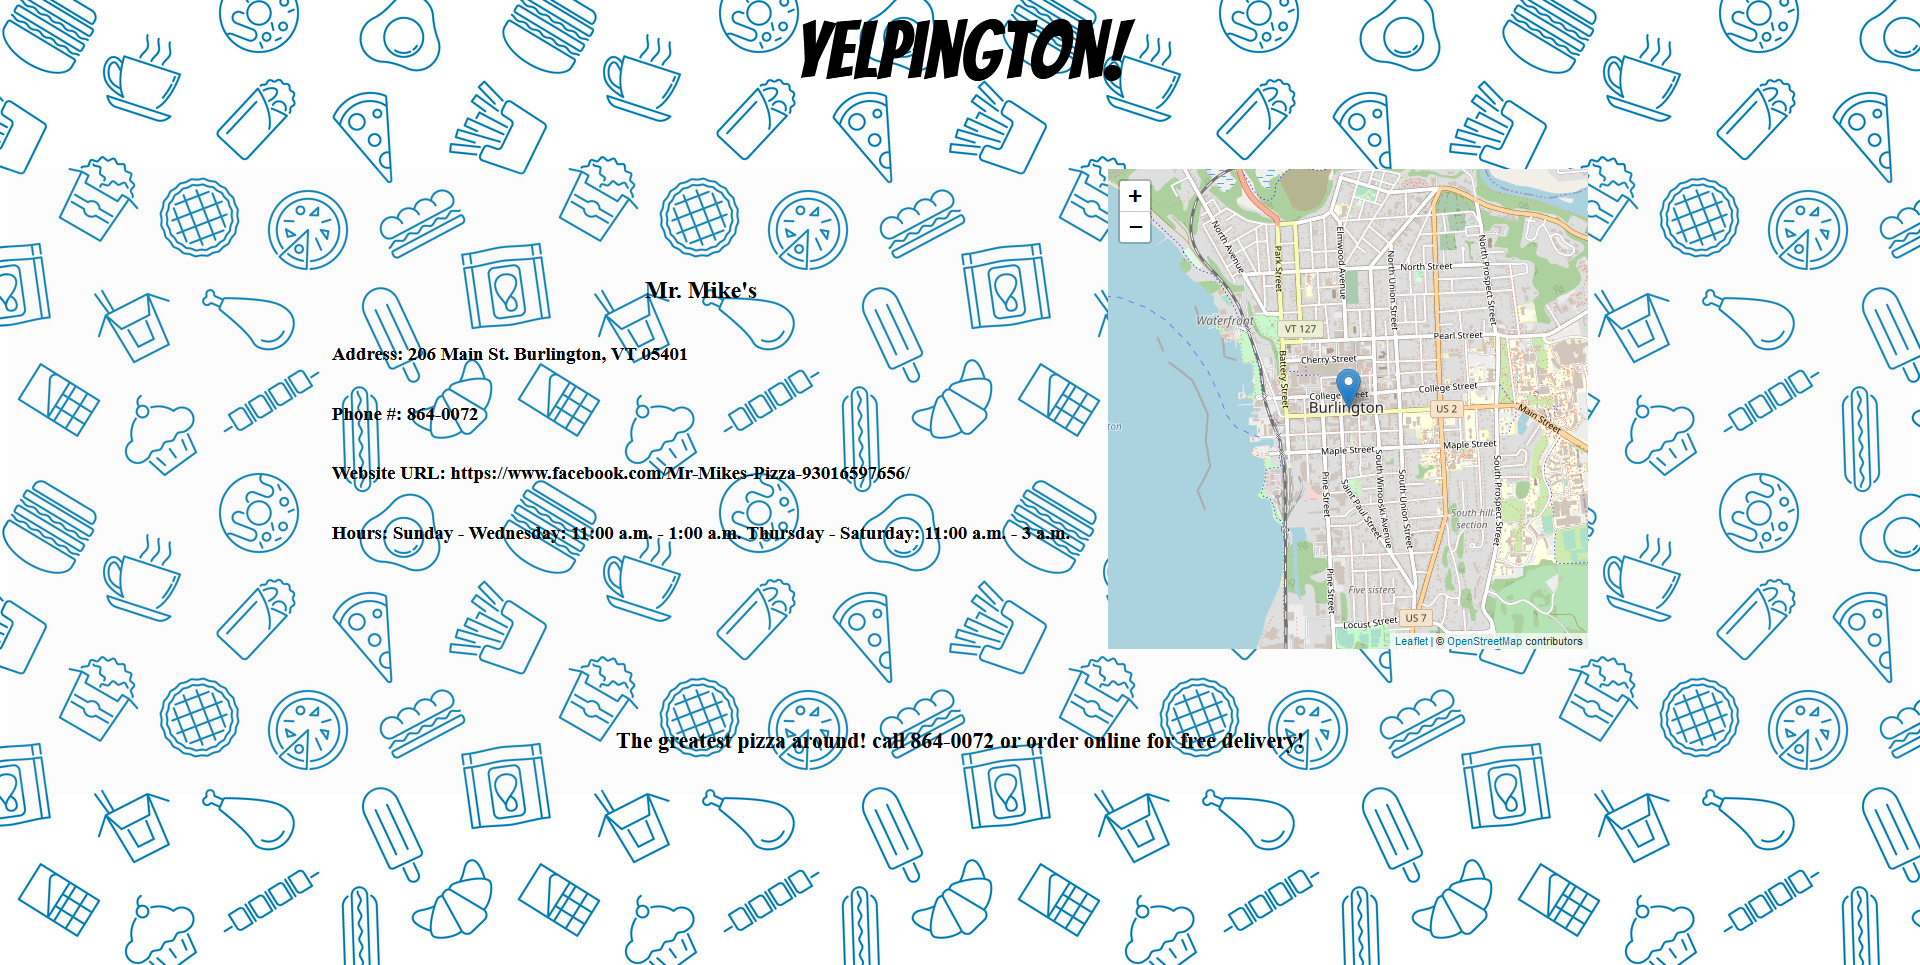 YELPINGTON!
Mr. Mike's
Address: 206 Main St. Burlington, VT 05401
Phone #: 864-0072
Website URL: https://www.facebook.com/Mr-Mikes-Pizza-93016597656/
Hours: Sunday - Wednesday: 11:00 a.m. - 1:00 a.m. Thursday - Saturday: 11:00 a.m. - 3 a.m.
+
−
North Avenue
Park Street
Elmwood Avenue
North Union Street
North Street
North Prospect Street
Waterfront
VT 127
Pearl Street
Cherry Street
Battery Street
College Street
College Street
Burlington
US 2
Main Street
ton
Maple Street
Maple Street
Pine Street
Saint Paul Street
South Winooski Avenue
South Union Street
South Prospect Street
South hill
section
Pine Street
Five sisters
Locust Street
US 7
Leaflet | © OpenStreetMap contributors
The greatest pizza around! call 864-0072 or order online for free delivery!